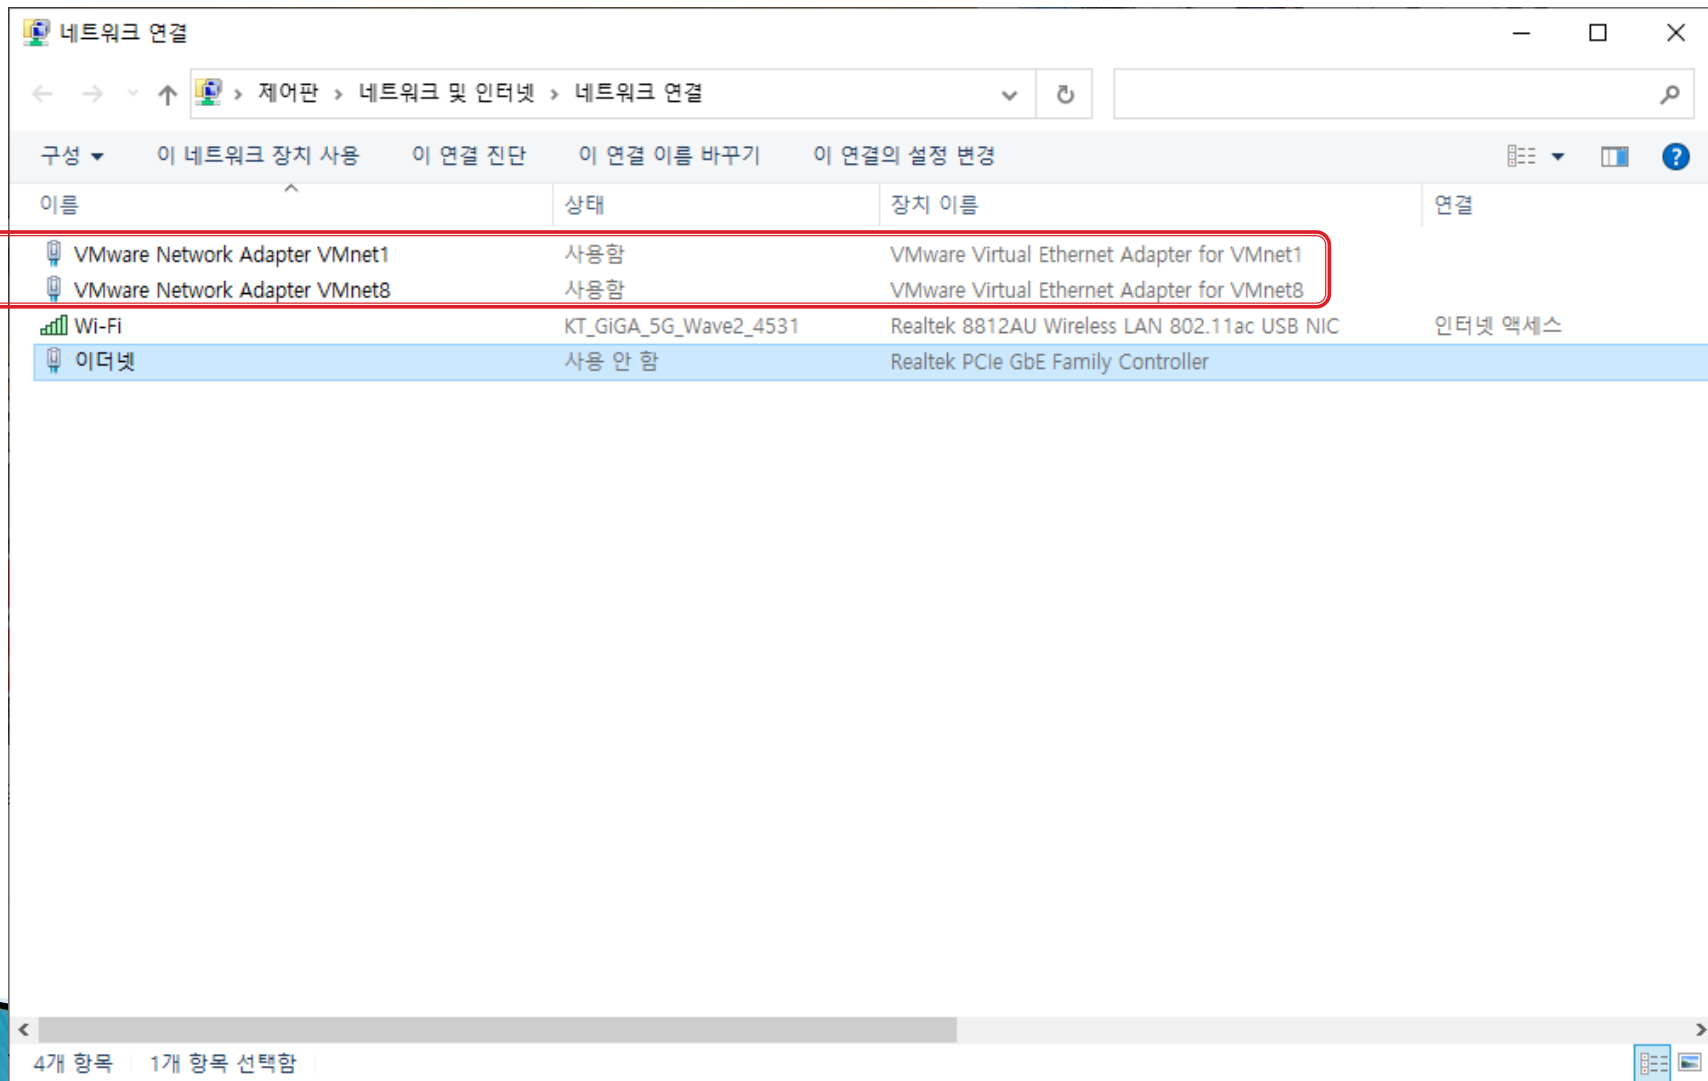 네트워크 연결
제어판 › 네트워크 및 인터넷 › 네트워크 연결
구성 이 네트워크 장치 사용 이 연결 진단 이 연결 이름 바꾸기 이 연결의 설정 변경
이름 상태 장치 이름 연결
VMware Network Adapter VMnet1 사용함 VMware Virtual Ethernet Adapter for VMnet1
VMware Network Adapter VMnet8 사용함 VMware Virtual Ethernet Adapter for VMnet8
Wi-Fi KT_GiGA_5G_Wave2_4531 Realtek 8812AU Wireless LAN 802.11ac USB NIC 인터넷 액세스
이더넷 사용 안 함 Realtek PCIe GbE Family Controller
4개 항목 1개 항목 선택함